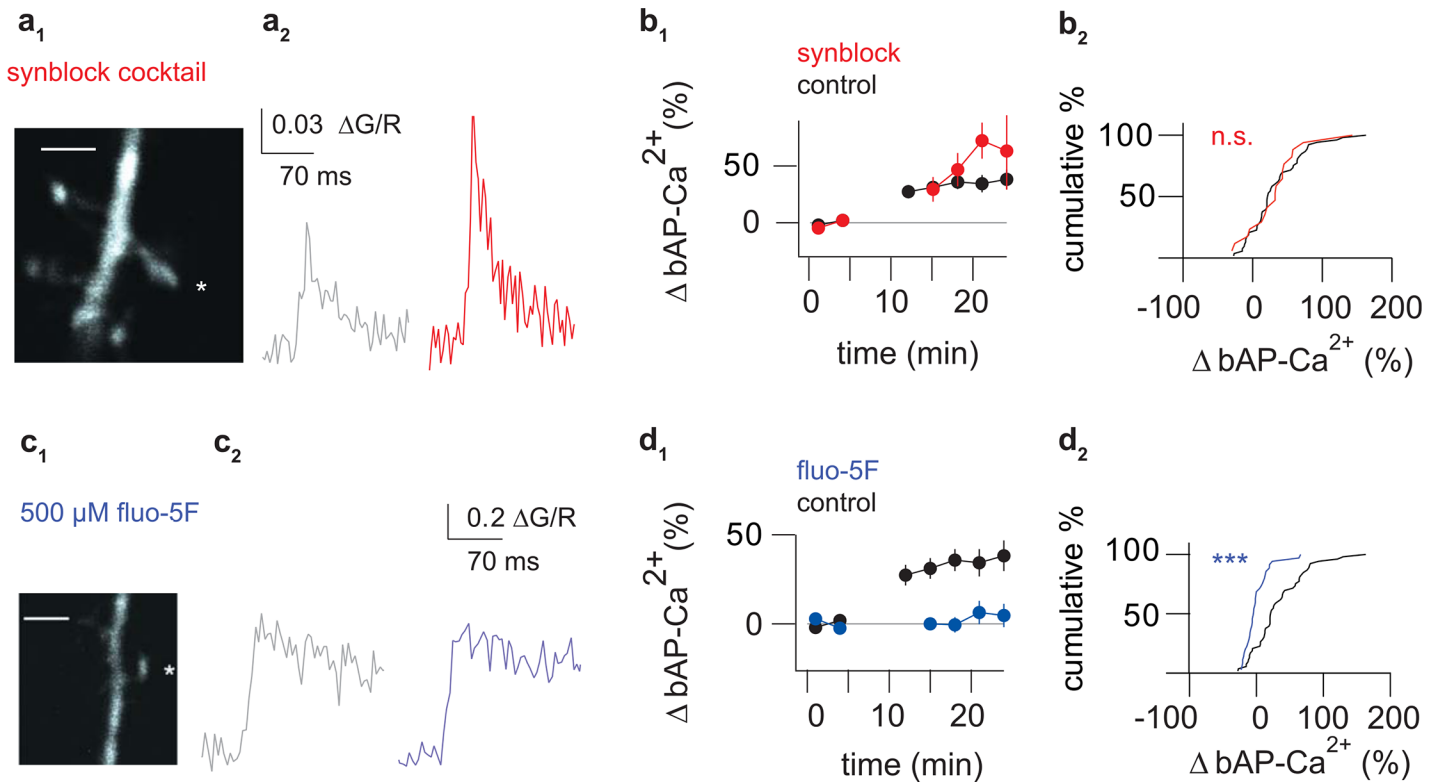 a1
a2
synblock cocktail
0.03 ΔG/R
70 ms
*
b1
synblock
control
Δ bAP-Ca2+ (%)
50
0
0 10 20
time (min)
b2
cumulative %
100
50
n.s.
-100 0 100 200
Δ bAP-Ca2+ (%)
c1
c2
500 µM fluo-5F
0.2 ΔG/R
70 ms
*
d1
fluo-5F
control
Δ bAP-Ca2+ (%)
50
0
0 10 20
time (min)
d2
cumulative %
100
50
***
-100 0 100 200
Δ bAP-Ca2+ (%)